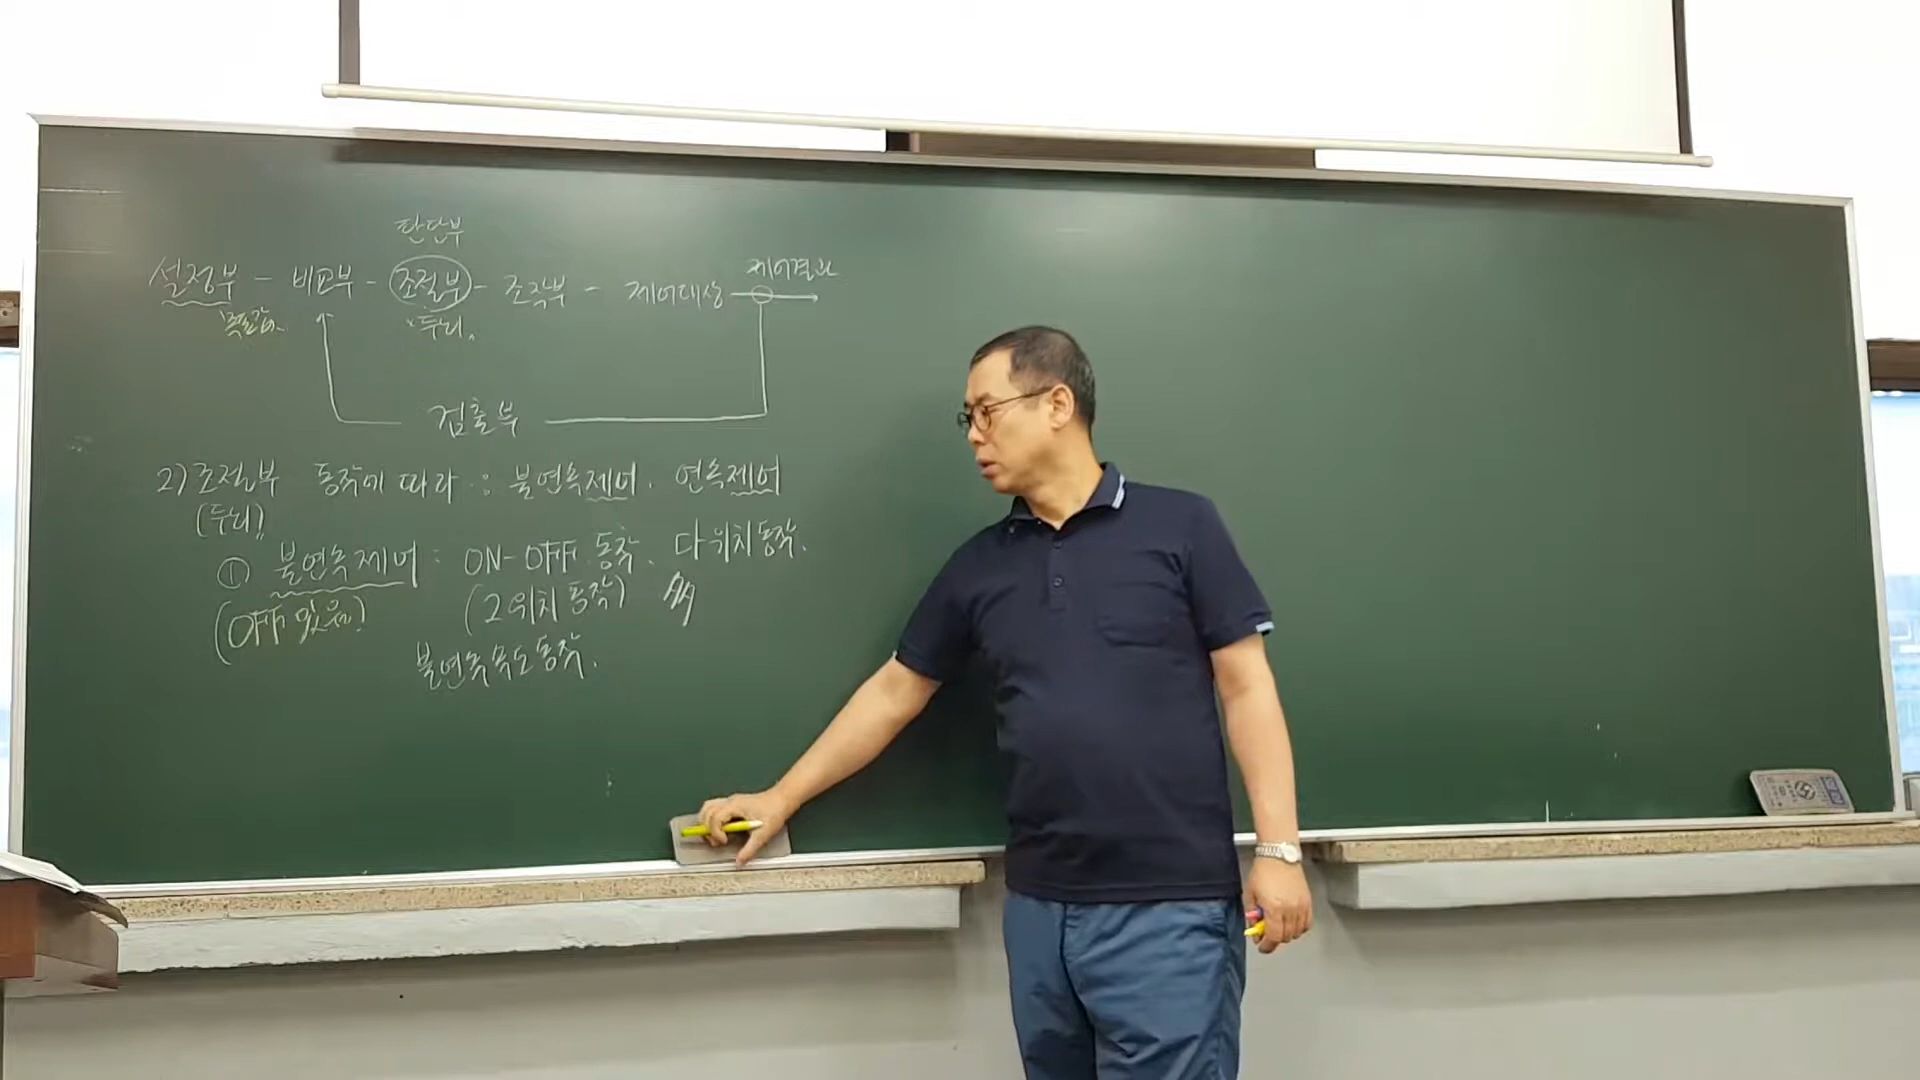 판단부
설정부 - 비교부 - 조절부 - 조작부 - 제어대상 제어결과
"목표값" "두뇌"
검출부
2) 조절부 동작에 따라 : 불연속제어. 연속제어
(두뇌)
① 불연속제어 : ON-OFF 동작. 다위치동작.
(OFF 있음) (2위치 동작) 多
불연속속도동작.